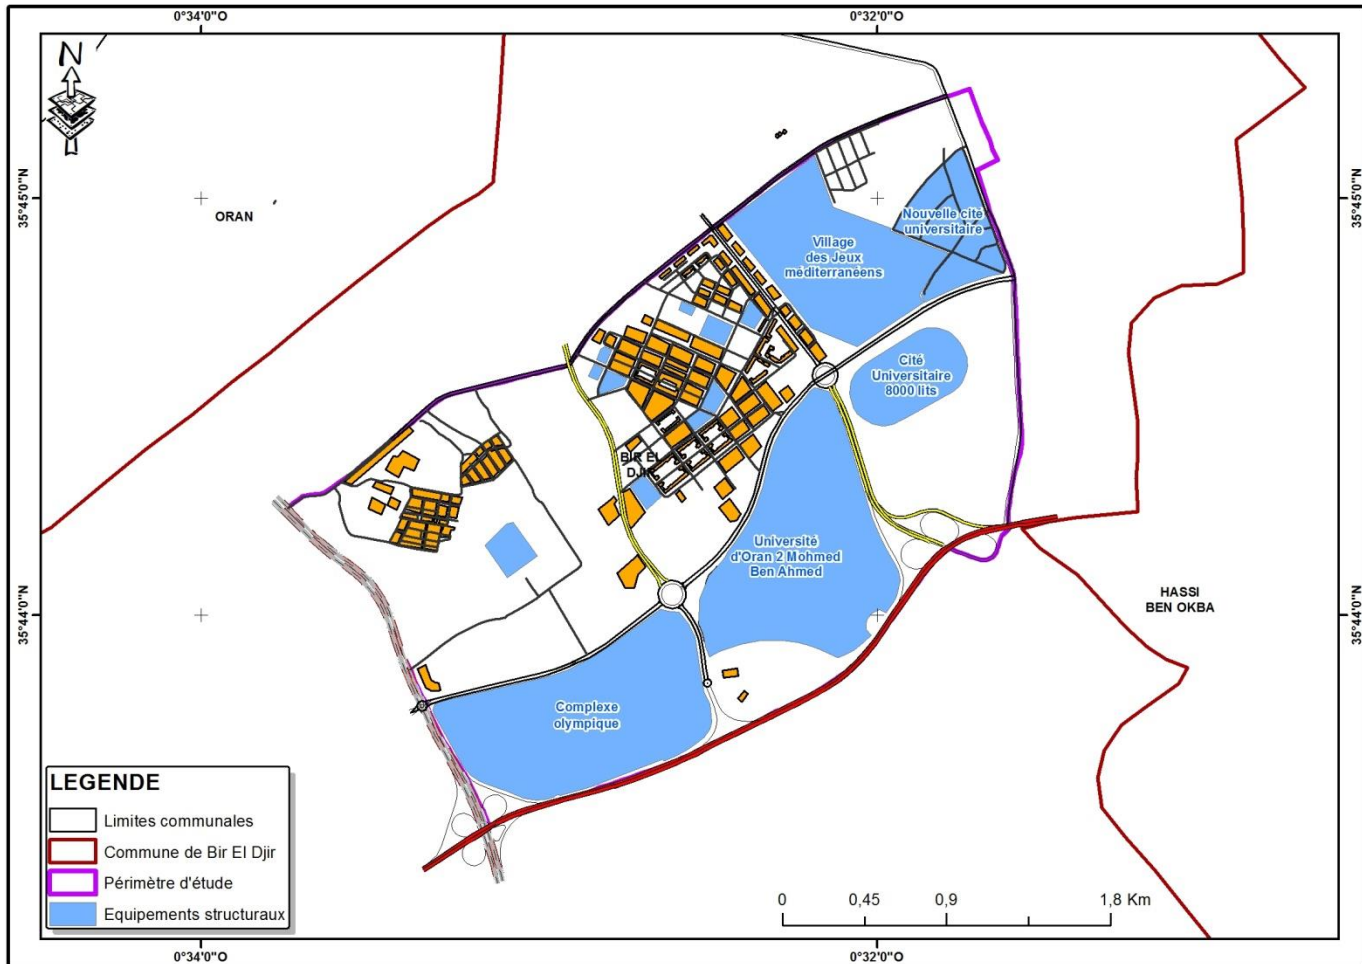 0°34'0"O
0°32'0"O
N
35°45'0"N
35°45'0"N
ORAN
Nouvelle cité
universitaire
Village
des Jeux
méditerranéens
Cité
Universitaire
8000 lits
BIR EL
DJIR
Université
d'Oran 2 Mohmed
Ben Ahmed
HASSI
BEN OKBA
35°44'0"N
35°44'0"N
Complexe
olympique
LEGENDE
Limites communales
Commune de Bir El Djir
Périmètre d'étude
Equipements structuraux
0 0,45 0,9 1,8 Km
0°34'0"O
0°32'0"O